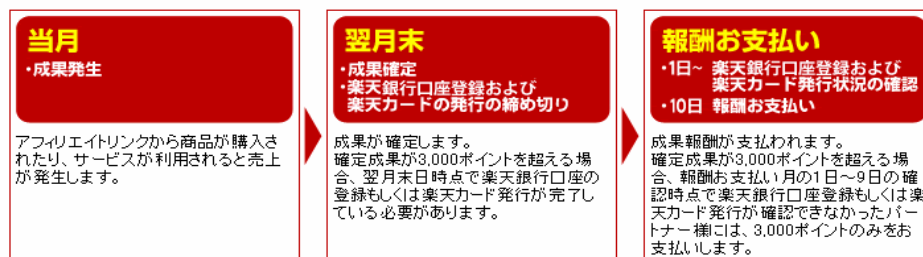 当月
・成果発生
アフィリエイトリンクから商品が購入さ
れたり、サービスが利用されると売上
が発生します。
翌月末
・成果確定
・楽天銀行口座登録および
楽天カードの発行の締め切り
成果が確定します。
確定成果が3,000ポイントを超える場
合、翌月末日時点で楽天銀行口座の
登録もしくは楽天カード発行が完了し
ている必要があります。
報酬お支払い
・1日~ 楽天銀行口座登録および
楽天カード発行状況の確認
・10日 報酬お支払い
成果報酬が支払われます。
確定成果が3,000ポイントを超える場
合、報酬お支払い月の1日~9日の確
認時点で楽天銀行口座登録もしくは楽
天カード発行が確認できなかったパー
トナー様には、3,000ポイントのみをお
支払いします。